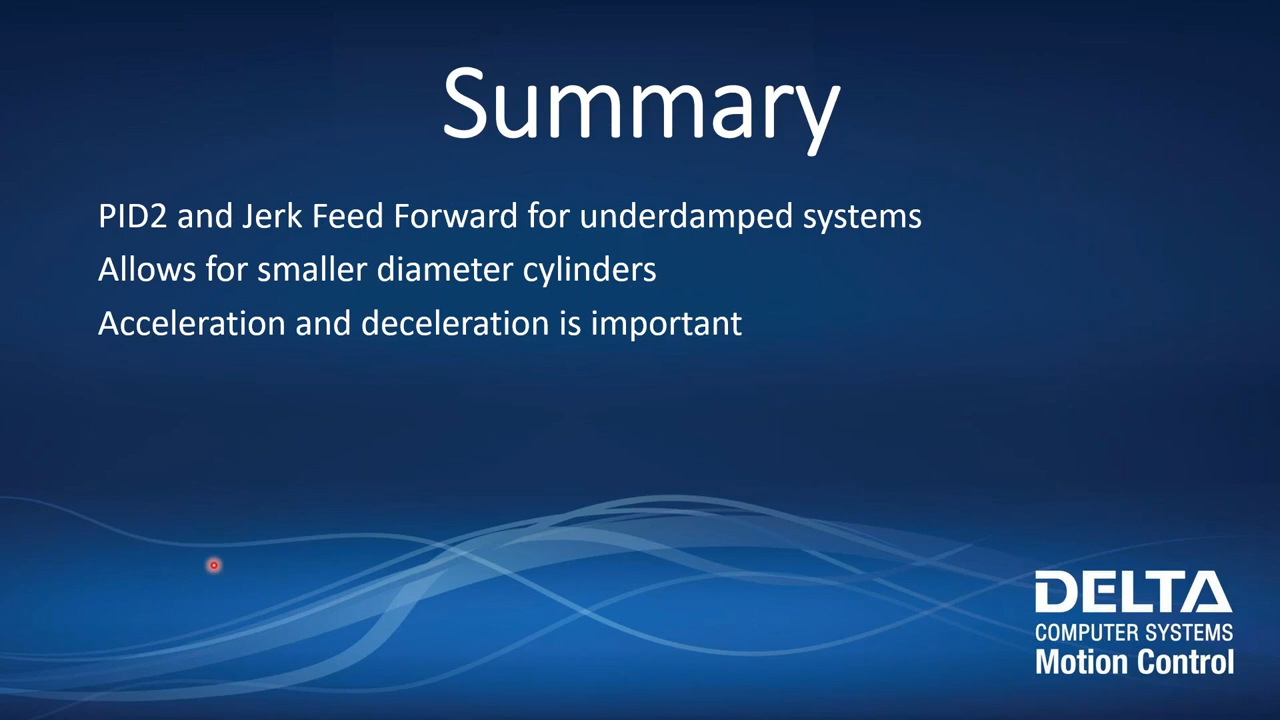 Summary
PID2 and Jerk Feed Forward for underdamped systems
Allows for smaller diameter cylinders
Acceleration and deceleration is important
DELTA
COMPUTER SYSTEMS
Motion Control